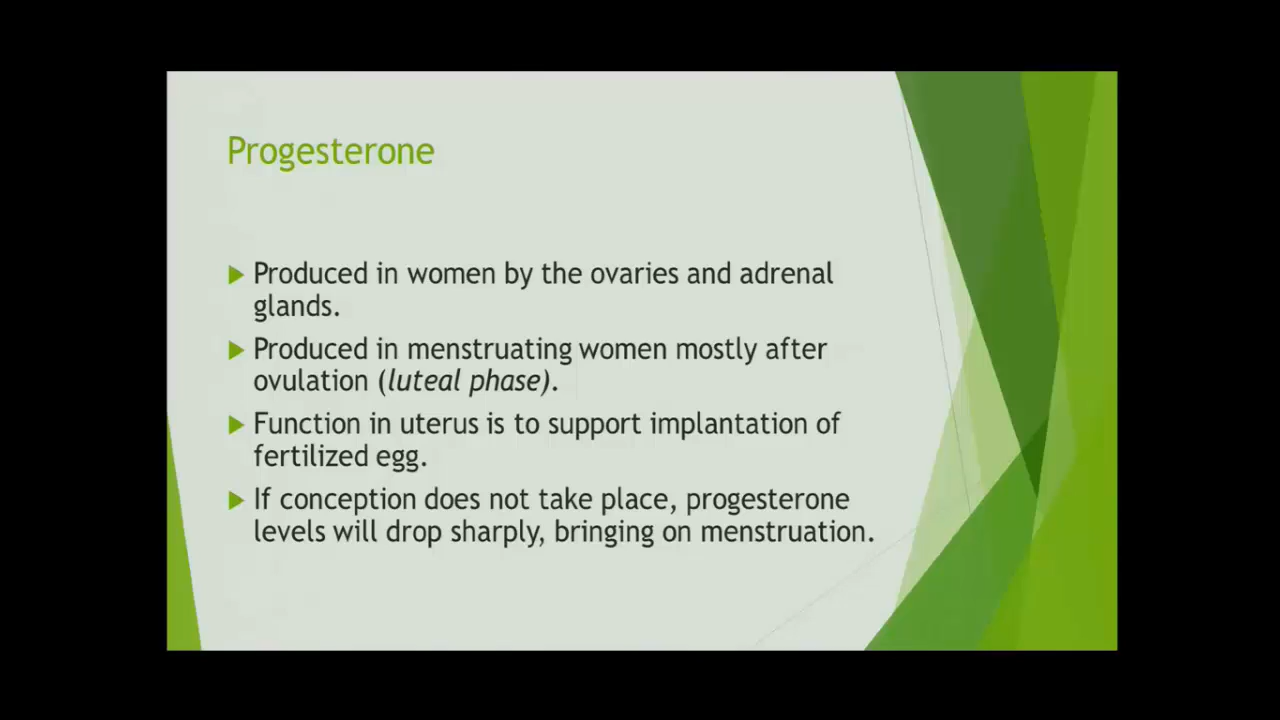 Progesterone
Produced in women by the ovaries and adrenal
glands.
Produced in menstruating women mostly after
ovulation (luteal phase).
Function in uterus is to support implantation of
fertilized egg.
If conception does not take place, progesterone
levels will drop sharply, bringing on menstruation.